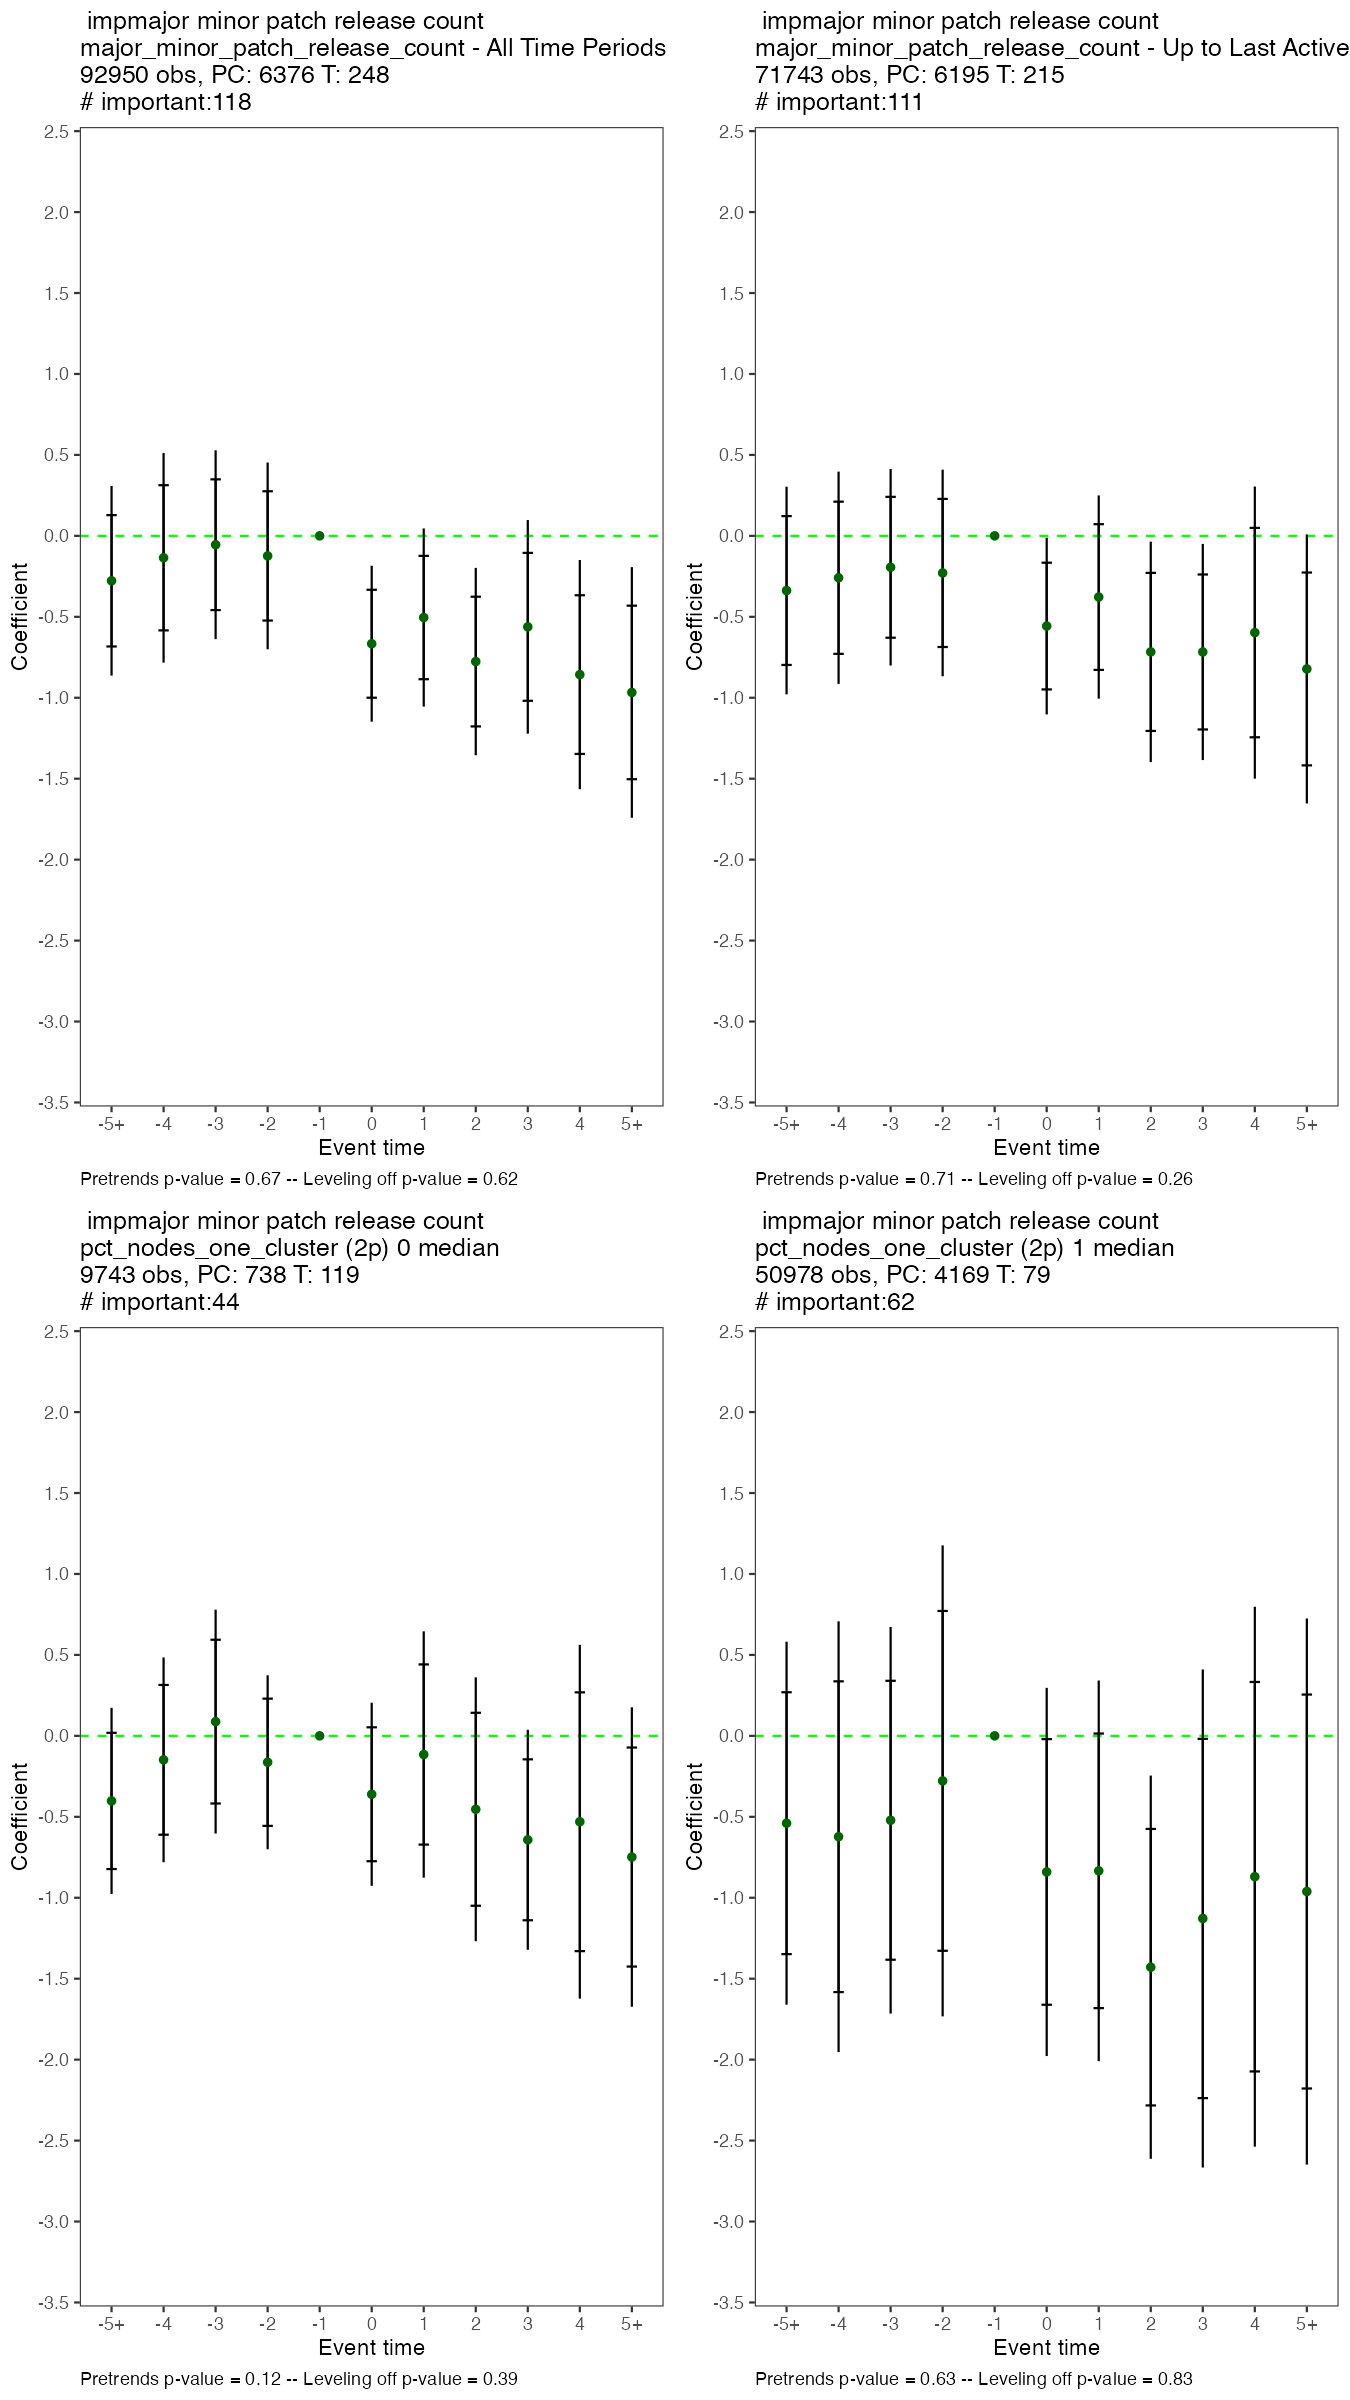 impmajor minor patch release count
major_minor_patch_release_count - All Time Periods
92950 obs, PC: 6376 T: 248
# important:118
2.5
2.0
1.5
1.0
0.5
0.0
-0.5
-1.0
-1.5
-2.0
-2.5
-3.0
-3.5
Coefficient
-5+ -4 -3 -2 -1 0 1 2 3 4 5+
Event time
Pretrends p-value = 0.67 -- Leveling off p-value = 0.62
impmajor minor patch release count
major_minor_patch_release_count - Up to Last Active
71743 obs, PC: 6195 T: 215
# important:111
2.5
2.0
1.5
1.0
0.5
0.0
-0.5
-1.0
-1.5
-2.0
-2.5
-3.0
-3.5
Coefficient
-5+ -4 -3 -2 -1 0 1 2 3 4 5+
Event time
Pretrends p-value = 0.71 -- Leveling off p-value = 0.26
impmajor minor patch release count
pct_nodes_one_cluster (2p) 0 median
9743 obs, PC: 738 T: 119
# important:44
2.5
2.0
1.5
1.0
0.5
0.0
-0.5
-1.0
-1.5
-2.0
-2.5
-3.0
-3.5
Coefficient
-5+ -4 -3 -2 -1 0 1 2 3 4 5+
Event time
Pretrends p-value = 0.12 -- Leveling off p-value = 0.39
impmajor minor patch release count
pct_nodes_one_cluster (2p) 1 median
50978 obs, PC: 4169 T: 79
# important:62
2.5
2.0
1.5
1.0
0.5
0.0
-0.5
-1.0
-1.5
-2.0
-2.5
-3.0
-3.5
Coefficient
-5+ -4 -3 -2 -1 0 1 2 3 4 5+
Event time
Pretrends p-value = 0.63 -- Leveling off p-value = 0.83